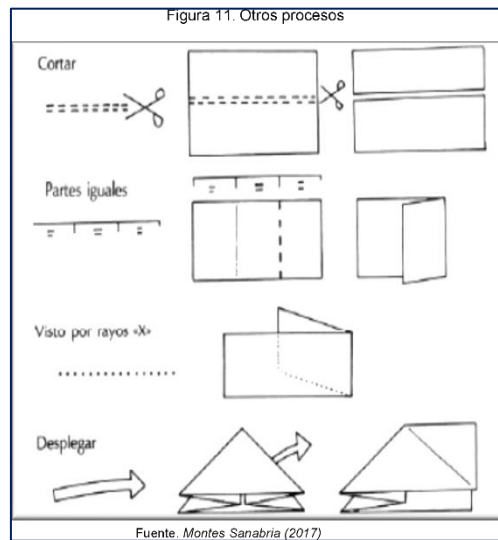 Figura 11. Otros procesos
Cortar
Partes iguales
Visto por rayos «X»
Desplegar
Fuente. Montes Sanabria (2017)